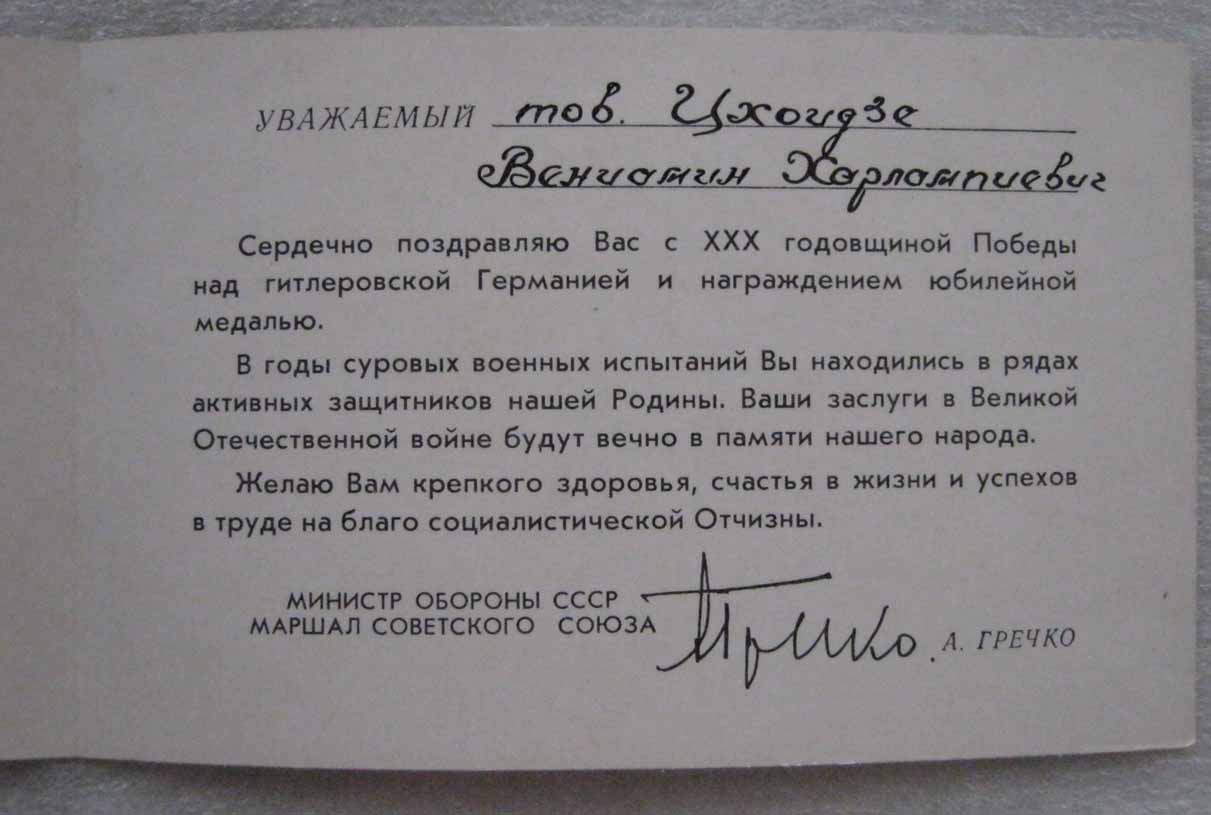 УВАЖАЕМЫЙ тов. Цхоидзе
Вениамин Харлампиевич
Сердечно поздравляю Вас с XXX годовщиной Победы
над гитлеровской Германией и награждением юбилейной
медалью.
В годы суровых военных испытаний Вы находились в рядах
активных защитников нашей Родины. Ваши заслуги в Великой
Отечественной войне будут вечно в памяти нашего народа.
Желаю Вам крепкого здоровья, счастья в жизни и успехов
в труде на благо социалистической Отчизны.
МИНИСТР ОБОРОНЫ СССР
МАРШАЛ СОВЕТСКОГО СОЮЗА
А. ГРЕЧКО